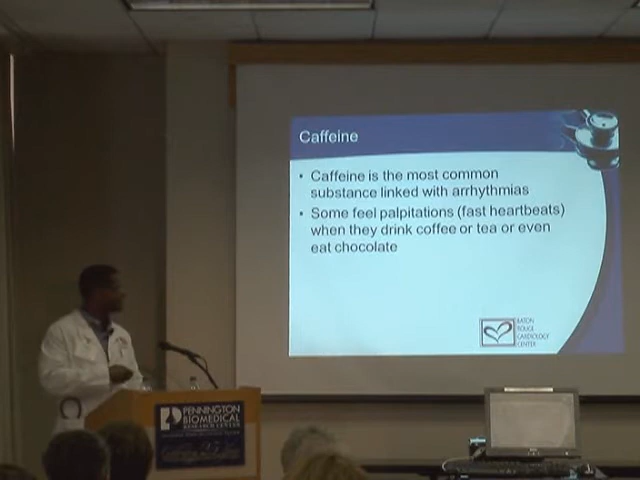 Caffeine
• Caffeine is the most common
substance linked with arrhythmias
• Some feel palpitations (fast heartbeats)
when they drink coffee or tea or even
eat chocolate
BATON
ROUGE
CARDIOLOGY
CENTER
PENNINGTON
BIOMEDICAL
RESEARCH CENTER